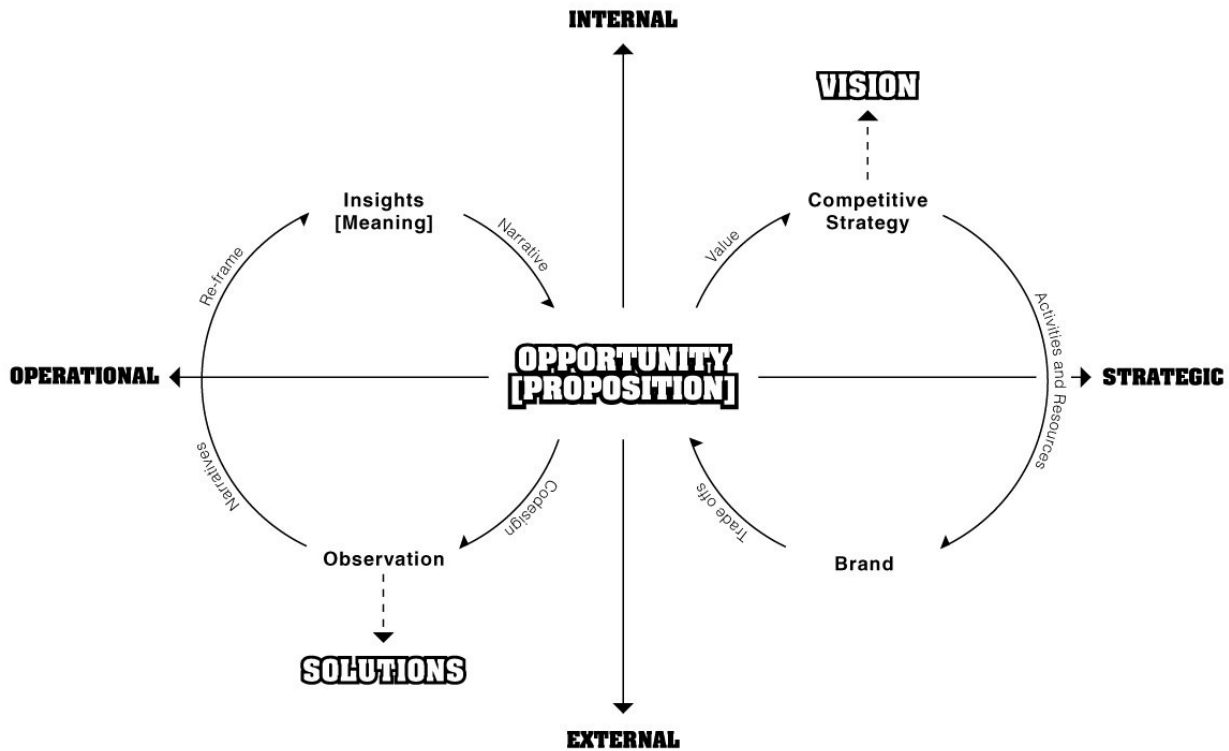 INTERNAL
VISION
Insights
[Meaning]
Competitive
Strategy
Narrative
Value
Re-frame
Activities and Resources
OPPORTUNITY
[PROPOSITION]
OPERATIONAL
STRATEGIC
Narratives
Codesign
Trade offs
Observation
Brand
SOLUTIONS
EXTERNAL